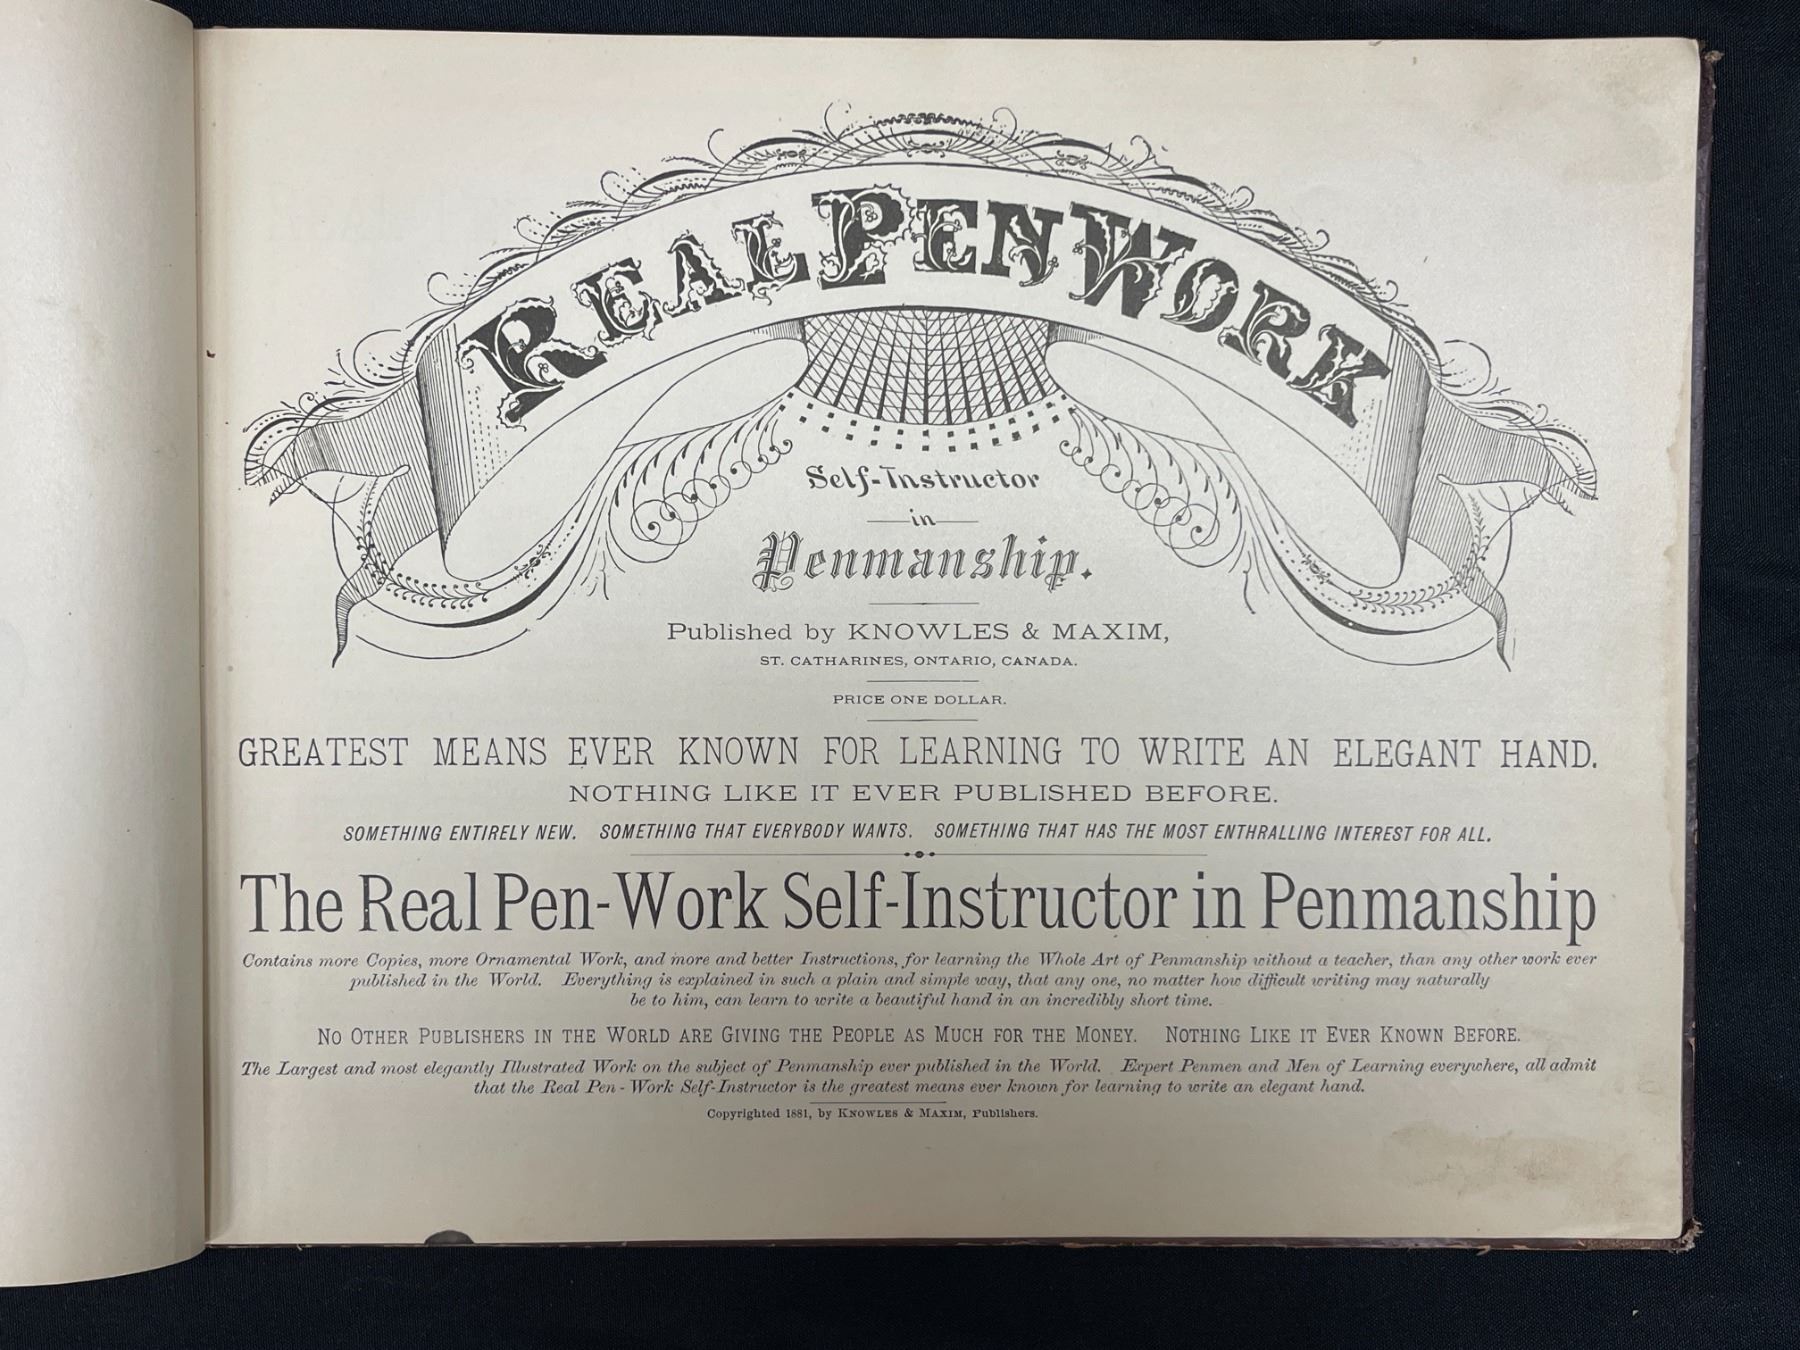 REAL PEN WORK
Self-Instructor
in
Penmanship.
Published by KNOWLES & MAXIM,
ST. CATHARINES, ONTARIO, CANADA.
PRICE ONE DOLLAR.
GREATEST MEANS EVER KNOWN FOR LEARNING TO WRITE AN ELEGANT HAND.
NOTHING LIKE IT EVER PUBLISHED BEFORE.
SOMETHING ENTIRELY NEW. SOMETHING THAT EVERYBODY WANTS. SOMETHING THAT HAS THE MOST ENTHRALLING INTEREST FOR ALL.
The Real Pen-Work Self-Instructor in Penmanship
Contains more Copies, more Ornamental Work, and more and better Instructions, for learning the Whole Art of Penmanship without a teacher, than any other work ever
published in the World. Everything is explained in such a plain and simple way, that any one, no matter how difficult writing may naturally
be to him, can learn to write a beautiful hand in an incredibly short time.
NO OTHER PUBLISHERS IN THE WORLD ARE GIVING THE PEOPLE AS MUCH FOR THE MONEY. NOTHING LIKE IT EVER KNOWN BEFORE.
The Largest and most elegantly Illustrated Work on the subject of Penmanship ever published in the World. Expert Penmen and Men of Learning everywhere, all admit
that the Real Pen-Work Self-Instructor is the greatest means ever known for learning to write an elegant hand.
Copyrighted 1881, by KNOWLES & MAXIM, Publishers.